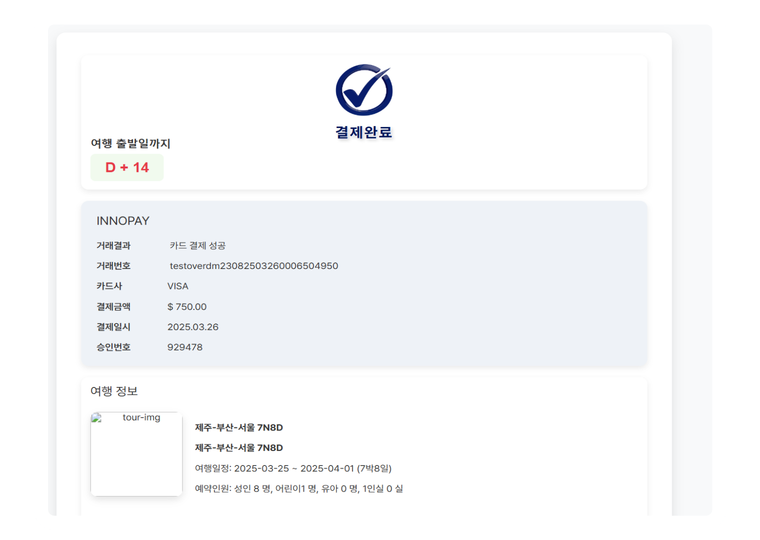 결제완료
여행 출발일까지
D + 14
INNOPAY
거래결과 카드 결제 성공
거래번호 testoverdm23082503260006504950
카드사 VISA
결제금액 $ 750.00
결제일시 2025.03.26
승인번호 929478
여행 정보
tour-img
제주-부산-서울 7N8D
제주-부산-서울 7N8D
여행일정: 2025-03-25 ~ 2025-04-01 (7박8일)
예약인원: 성인 8 명, 어린이1 명, 유아 0 명, 1인실 0 실